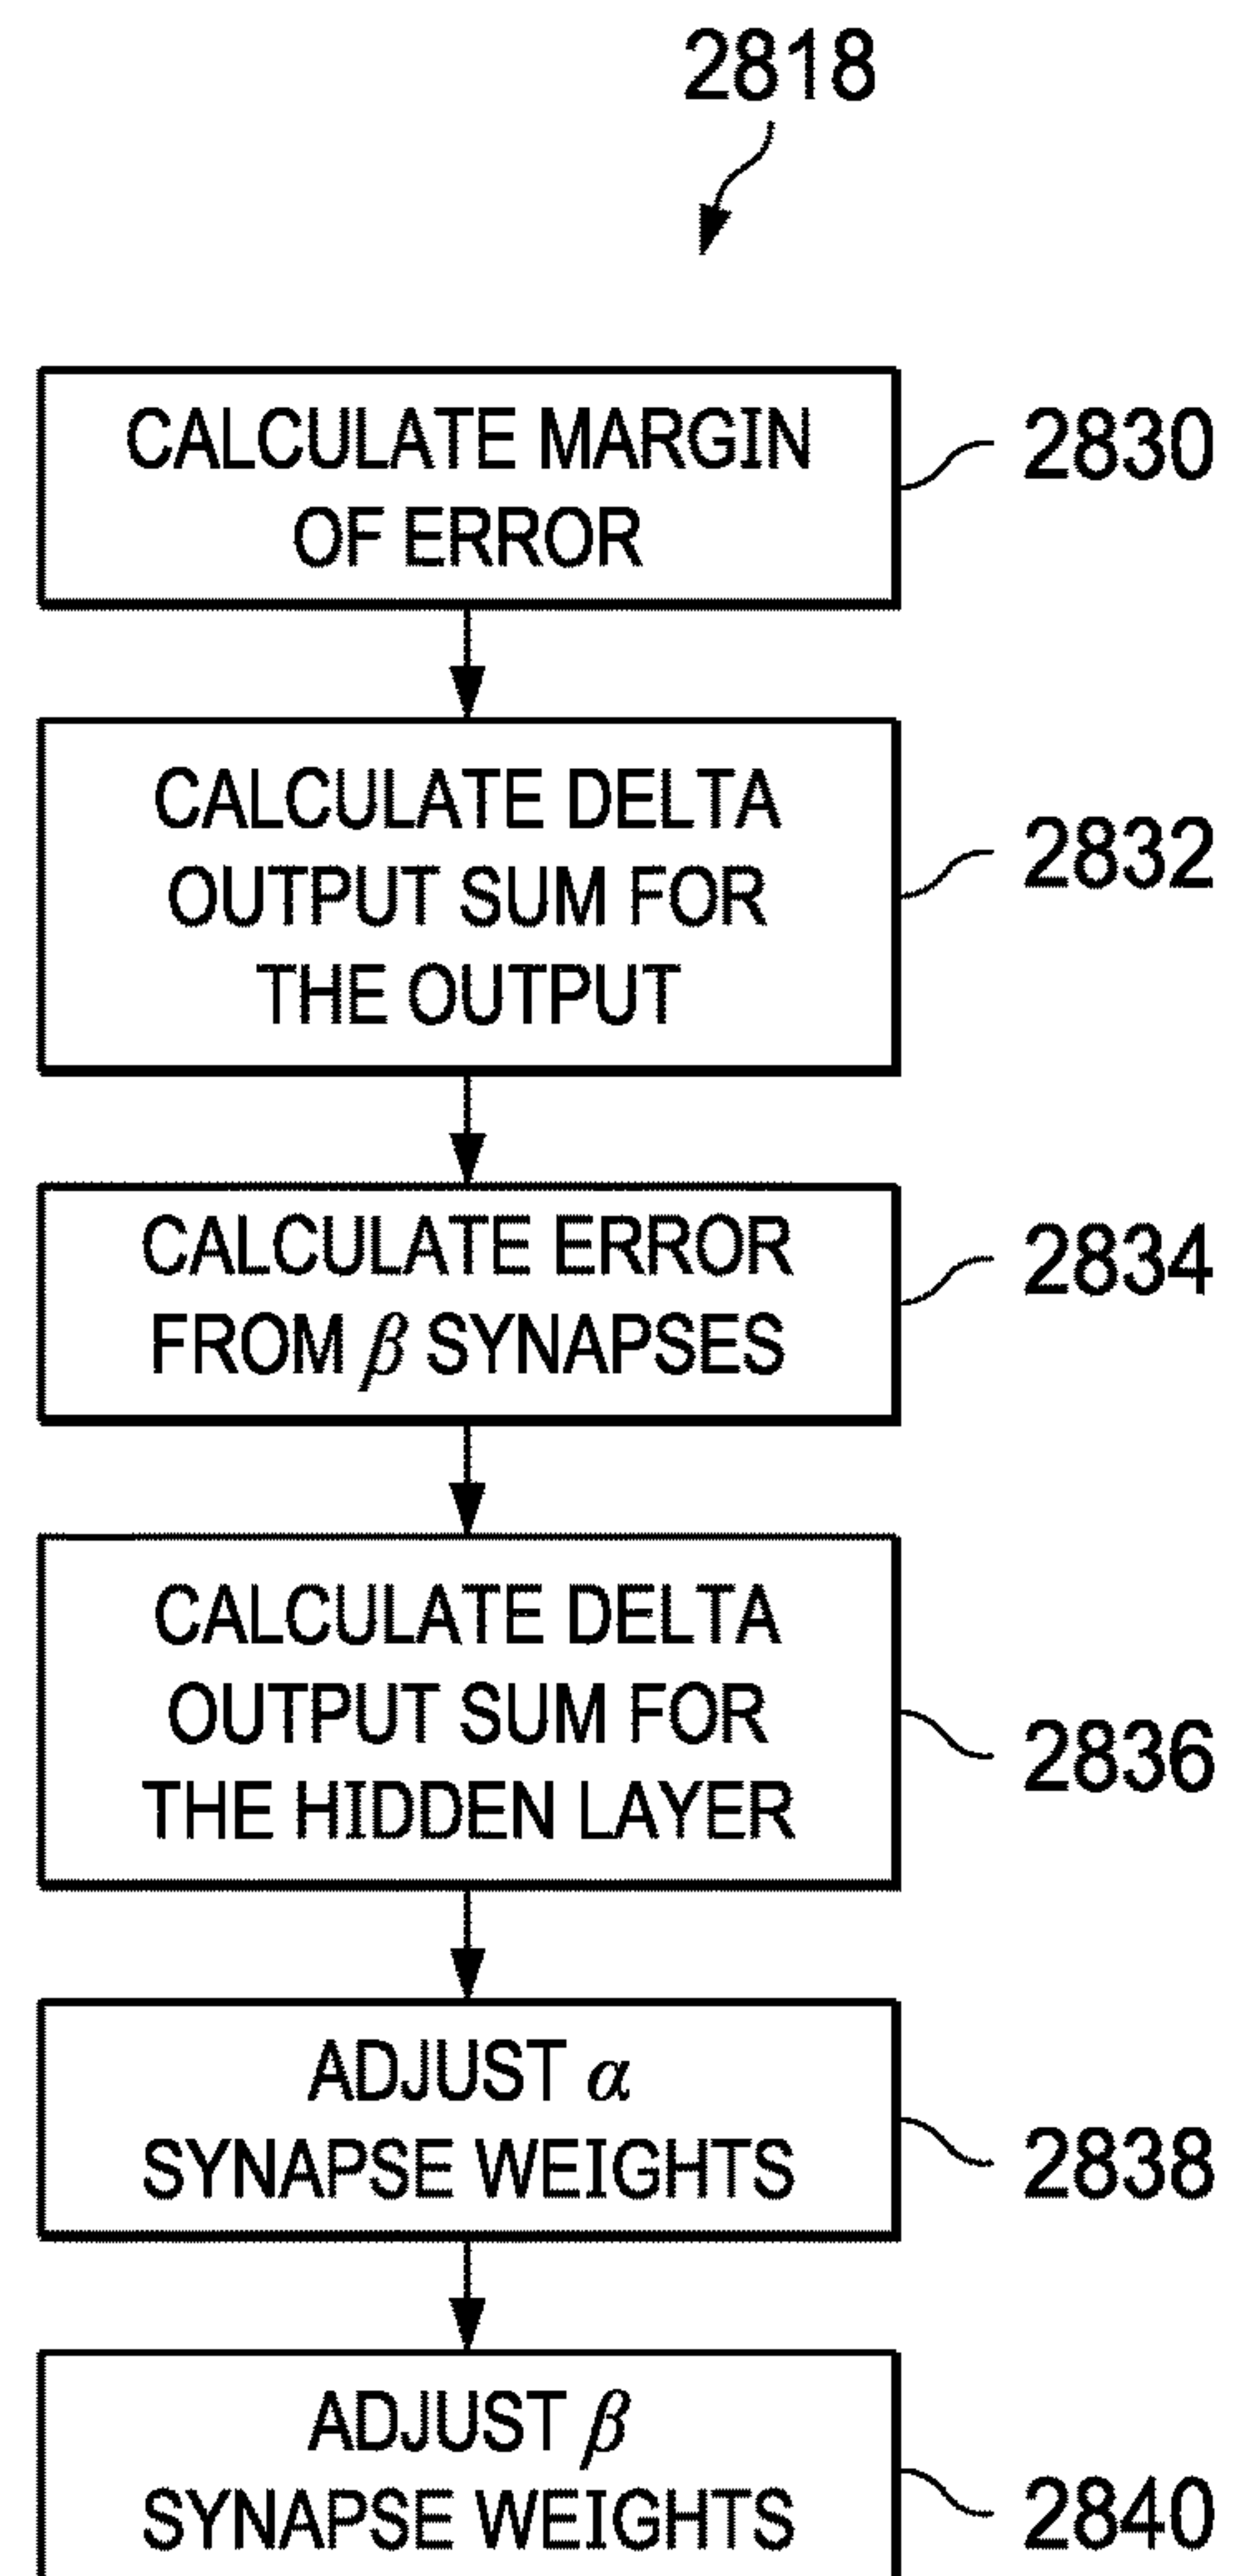 2818
CALCULATE MARGIN
OF ERROR
2830
CALCULATE DELTA
OUTPUT SUM FOR
THE OUTPUT
2832
CALCULATE ERROR
FROM β SYNAPSES
2834
CALCULATE DELTA
OUTPUT SUM FOR
THE HIDDEN LAYER
2836
ADJUST α
SYNAPSE WEIGHTS
2838
ADJUST β
SYNAPSE WEIGHTS
2840